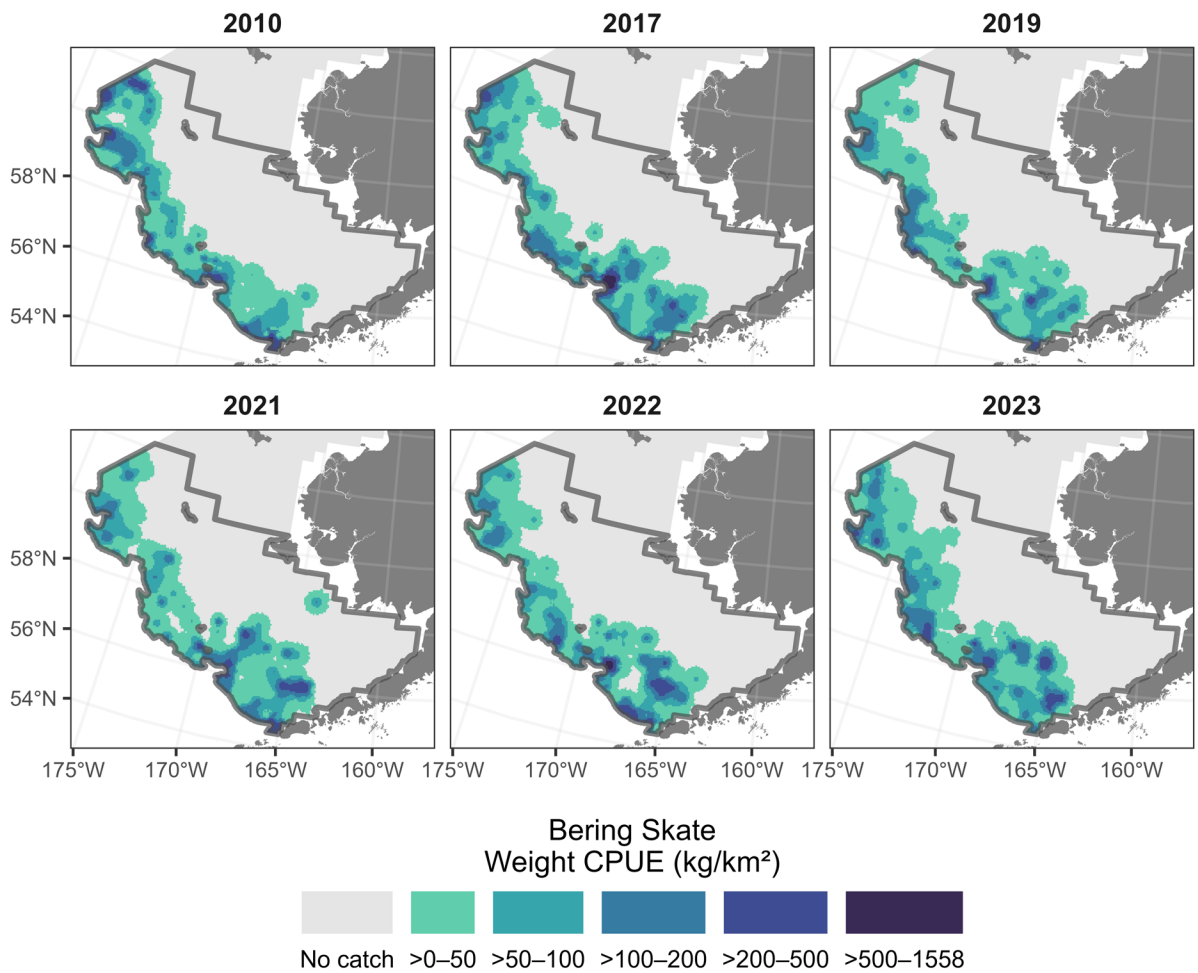 2010 2017 2019
58°N
56°N
54°N
2021 2022 2023
58°N
56°N
54°N
175°W 170°W 165°W 160°W 175°W 170°W 165°W 160°W 175°W 170°W 165°W 160°W
Bering Skate
Weight CPUE (kg/km²)
No catch >0–50 >50–100 >100–200 >200–500 >500–1558